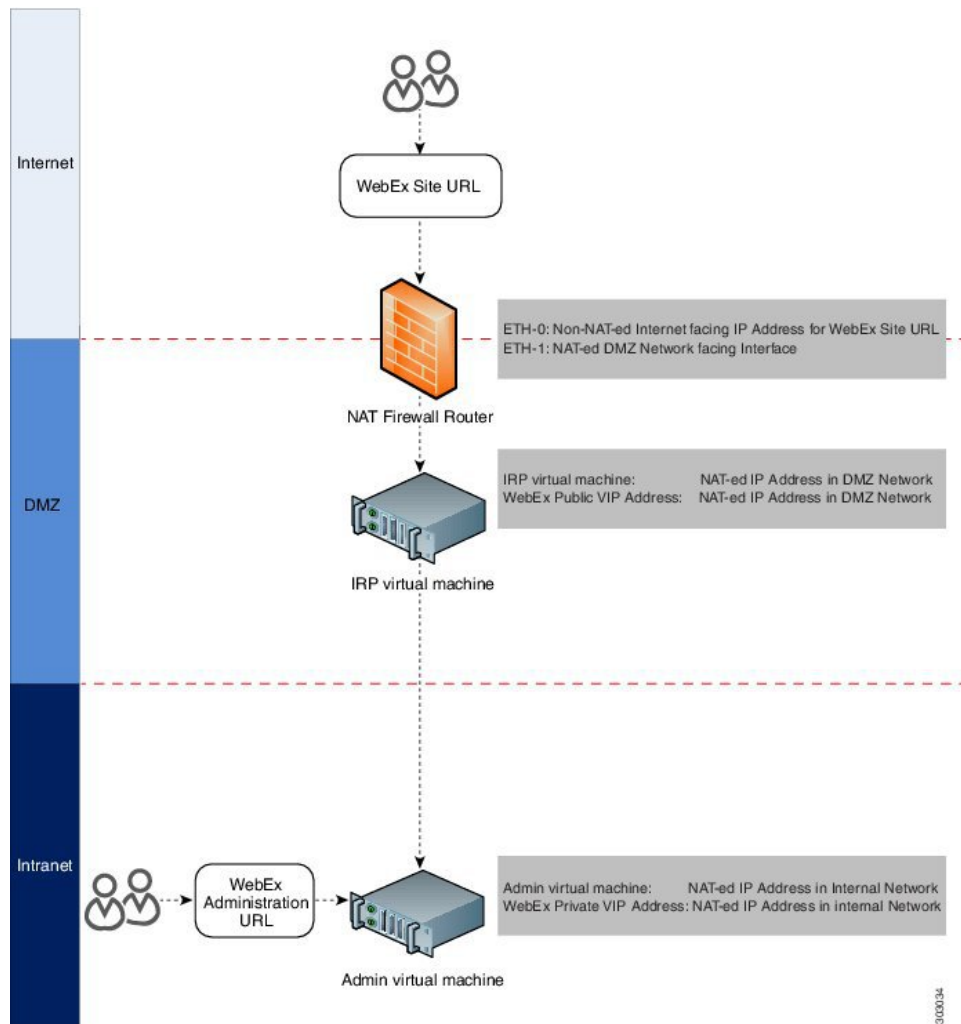 Internet
WebEx Site URL
ETH-0: Non-NAT-ed Internet facing IP Address for WebEx Site URL
ETH-1: NAT-ed DMZ Network facing Interface
NAT Firewall Router
DMZ
IRP virtual machine: NAT-ed IP Address in DMZ Network
WebEx Public VIP Address: NAT-ed IP Address in DMZ Network
IRP virtual machine
Intranet
WebEx
Administration
URL
Admin virtual machine: NAT-ed IP Address in Internal Network
WebEx Private VIP Address: NAT-ed IP Address in internal Network
Admin virtual machine
303034